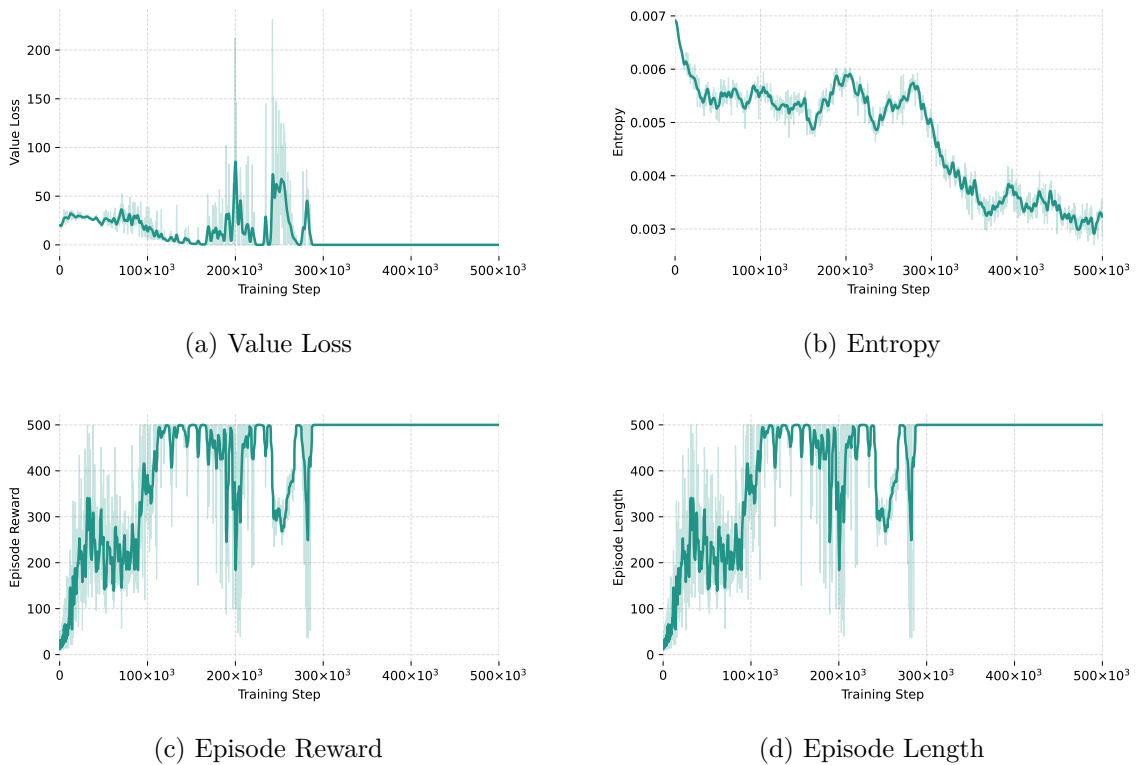 200
150
100
50
0
Value Loss
0 100×10³ 200×10³ 300×10³ 400×10³ 500×10³
Training Step
(a) Value Loss
0.007
0.006
0.005
0.004
0.003
Entropy
0 100×10³ 200×10³ 300×10³ 400×10³ 500×10³
Training Step
(b) Entropy
500
400
300
200
100
0
Episode Reward
0 100×10³ 200×10³ 300×10³ 400×10³ 500×10³
Training Step
(c) Episode Reward
500
400
300
200
100
0
Episode Length
0 100×10³ 200×10³ 300×10³ 400×10³ 500×10³
Training Step
(d) Episode Length